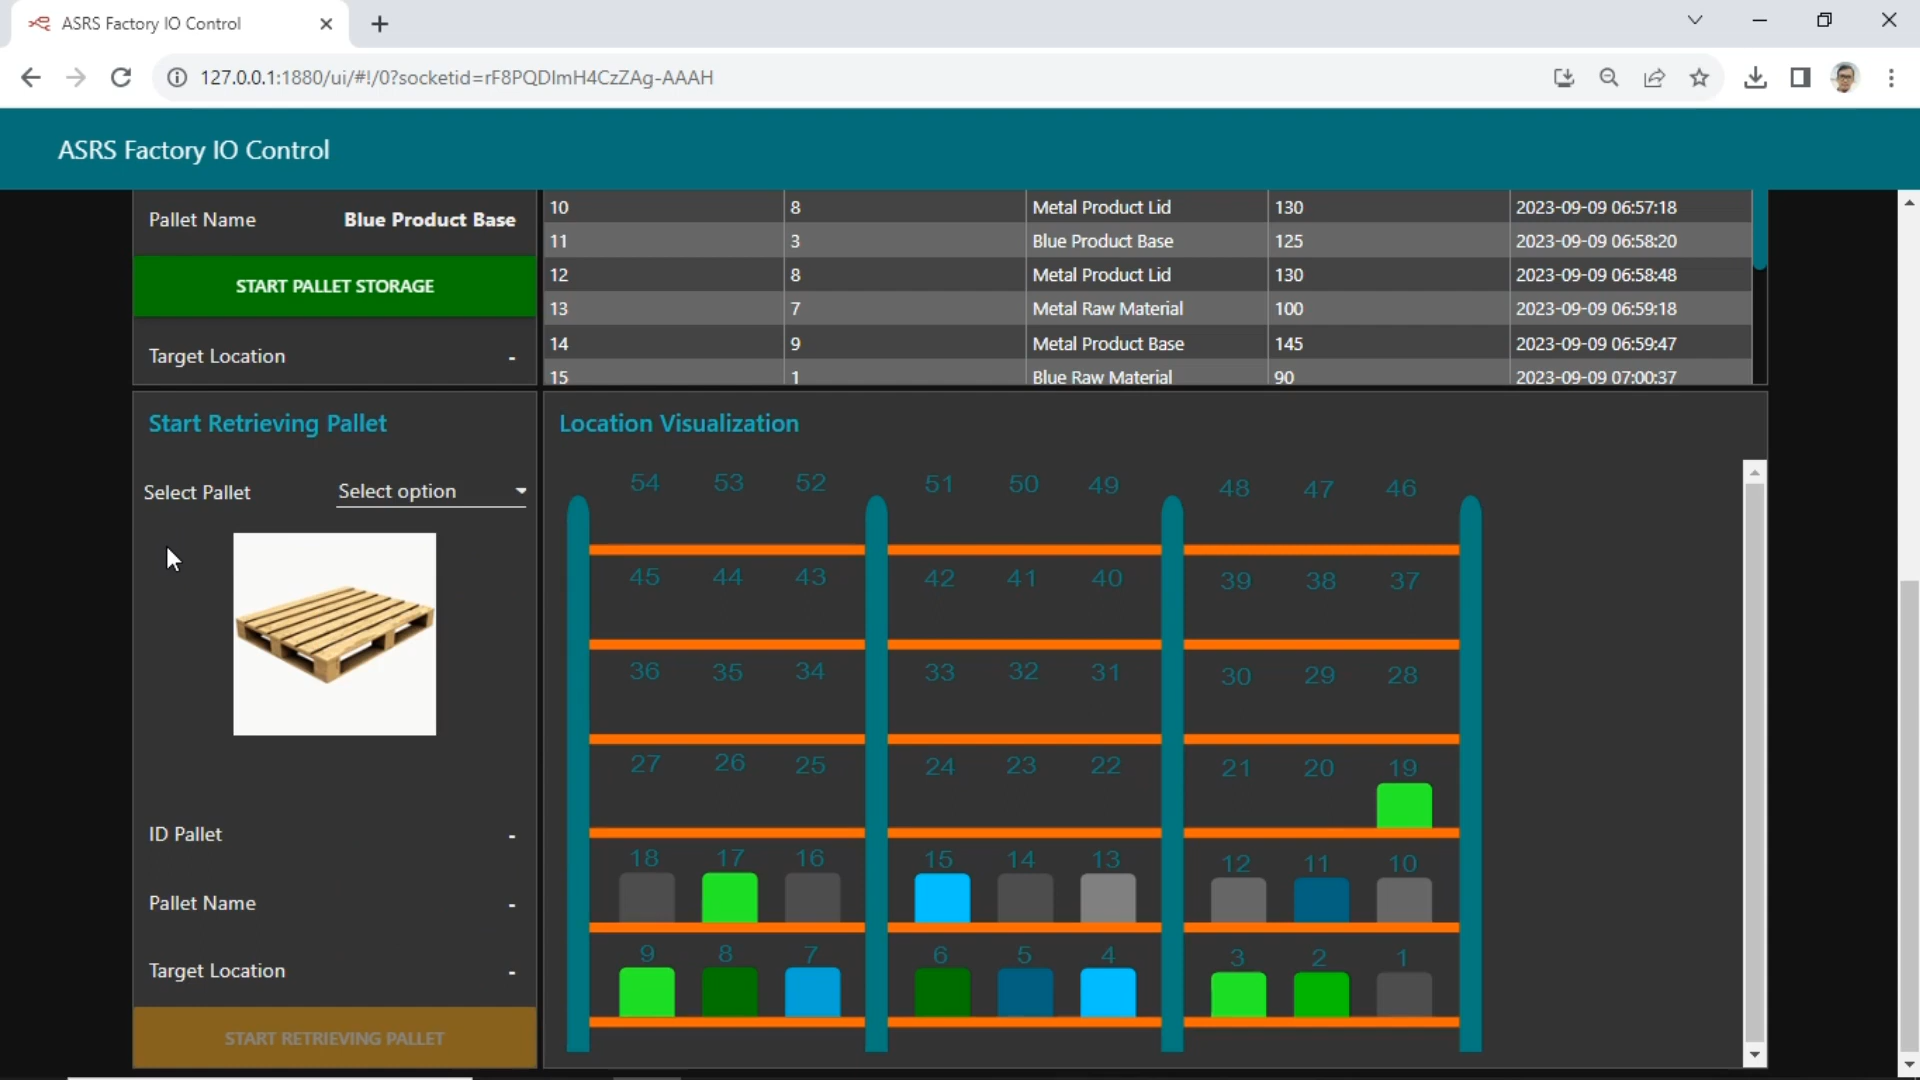 ASRS Factory IO Control
127.0.0.1:1880/ui/#!/0?socketid=rF8PQDlmH4CzZAg-AAAH
ASRS Factory IO Control
Pallet Name Blue Product Base
START PALLET STORAGE
Target Location -
10 8 Metal Product Lid 130 2023-09-09 06:57:18
11 3 Blue Product Base 125 2023-09-09 06:58:20
12 8 Metal Product Lid 130 2023-09-09 06:58:48
13 7 Metal Raw Material 100 2023-09-09 06:59:18
14 9 Metal Product Base 145 2023-09-09 06:59:47
15 1 Blue Raw Material 90 2023-09-09 07:00:37
Start Retrieving Pallet
Select Pallet Select option
ID Pallet -
Pallet Name -
Target Location -
START RETRIEVING PALLET
Location Visualization
54 53 52 51 50 49 48 47 46
45 44 43 42 41 40 39 38 37
36 35 34 33 32 31 30 29 28
27 26 25 24 23 22 21 20 19
18 17 16 15 14 13 12 11 10
9 8 7 6 5 4 3 2 1